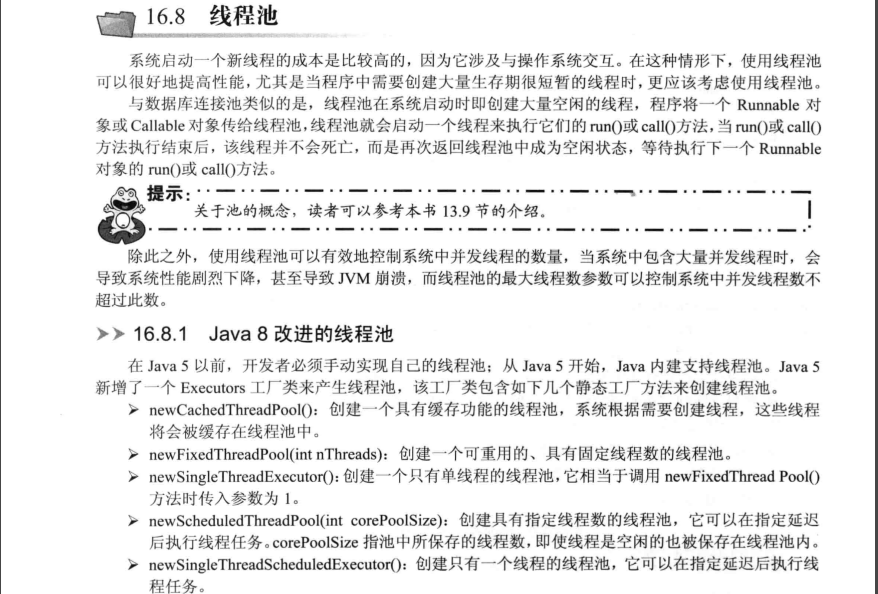 16.8 线程池
系统启动一个新线程的成本是比较高的，因为它涉及与操作系统交互。在这种情形下，使用线程池
可以很好地提高性能，尤其是当程序中需要创建大量生存期很短暂的线程时，更应该考虑使用线程池。
与数据库连接池类似的是，线程池在系统启动时即创建大量空闲的线程，程序将一个 Runnable 对
象或 Callable 对象传给线程池，线程池就会启动一个线程来执行它们的 run()或 call()方法，当 run()或 call()
方法执行结束后，该线程并不会死亡，而是再次返回线程池中成为空闲状态，等待执行下一个 Runnable
对象的 run()或 call()方法。
提示：
关于池的概念，读者可以参考本书 13.9 节的介绍。
除此之外，使用线程池可以有效地控制系统中并发线程的数量，当系统中包含大量并发线程时，会
导致系统性能剧烈下降，甚至导致 JVM 崩溃，而线程池的最大线程数参数可以控制系统中并发线程数不
超过此数。
16.8.1 Java 8 改进的线程池
在 Java 5 以前，开发者必须手动实现自己的线程池；从 Java 5 开始，Java 内建支持线程池。Java 5
新增了一个 Executors 工厂类来产生线程池，该工厂类包含如下几个静态工厂方法来创建线程池。
➢ newCachedThreadPool()：创建一个具有缓存功能的线程池，系统根据需要创建线程，这些线程
将会被缓存在线程池中。
➢ newFixedThreadPool(int nThreads)：创建一个可重用的、具有固定线程数的线程池。
➢ newSingleThreadExecutor()：创建一个只有单线程的线程池，它相当于调用 newFixedThread Pool()
方法时传入参数为 1。
➢ newScheduledThreadPool(int corePoolSize)：创建具有指定线程数的线程池，它可以在指定延迟
后执行线程任务。corePoolSize 指池中所保存的线程数，即使线程是空闲的也被保存在线程池内。
➢ newSingleThreadScheduledExecutor()：创建只有一个线程的线程池，它可以在指定延迟后执行线
程任务。